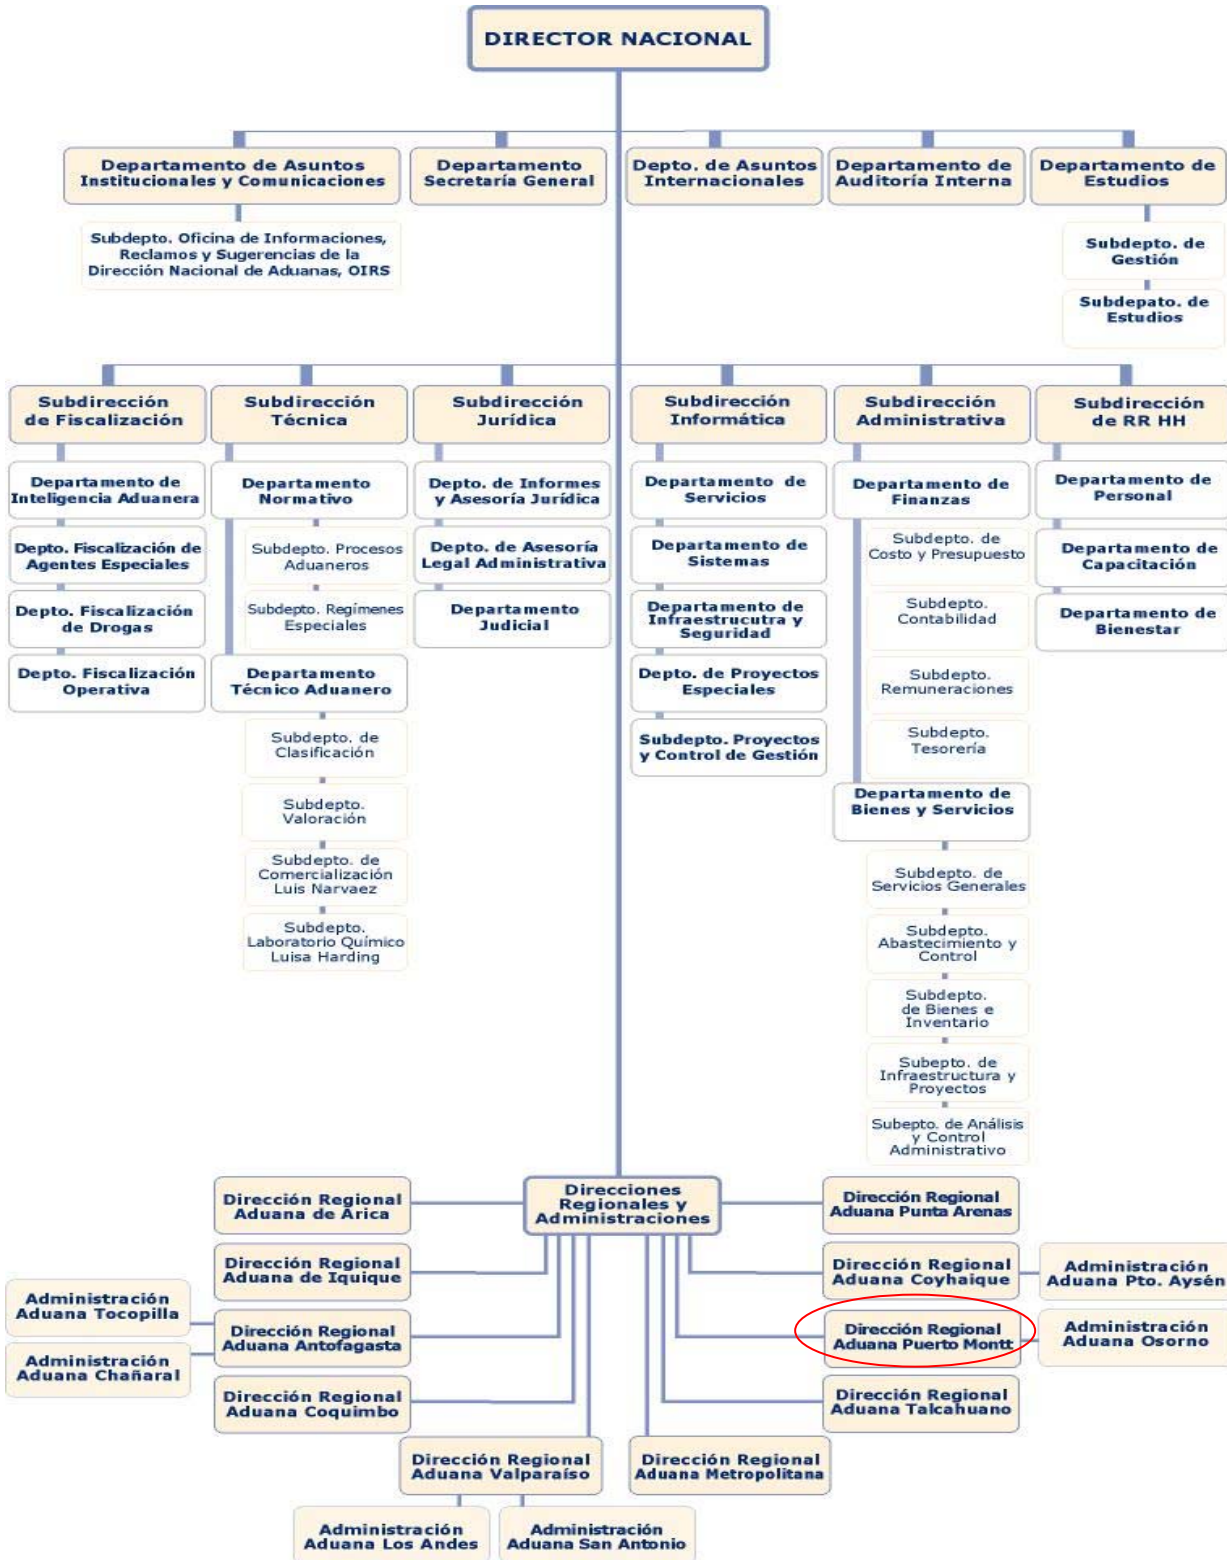 DIRECTOR NACIONAL
Departamento de Asuntos
Institucionales y Comunicaciones
Departamento
Secretaría General
Depto. de Asuntos
Internacionales
Departamento de
Auditoría Interna
Departamento de
Estudios
Subdepto. Oficina de Informaciones,
Reclamos y Sugerencias de la
Dirección Nacional de Aduanas, OIRS
Subdepto. de
Gestión
Subdepato. de
Estudios
Subdirección
de Fiscalización
Departamento de
Inteligencia Aduanera
Depto. Fiscalización de
Agentes Especiales
Depto. Fiscalización
de Drogas
Depto. Fiscalización
Operativa
Subdirección
Técnica
Departamento
Normativo
Subdepto. Procesos
Aduaneros
Subdepto. Regímenes
Especiales
Departamento
Técnico Aduanero
Subdepto. de
Clasificación
Subdepto.
Valoración
Subdepto. de
Comercialización
Luis Narvaez
Subdepto.
Laboratorio Químico
Luisa Harding
Subdirección
Jurídica
Depto. de Informes
y Asesoría Jurídica
Depto. de Asesoría
Legal Administrativa
Departamento
Judicial
Subdirección
Informática
Departamento de
Servicios
Departamento de
Sistemas
Departamento de
Infraestrucutra y
Seguridad
Depto. de Proyectos
Especiales
Subdepto. Proyectos
y Control de Gestión
Subdirección
Administrativa
Departamento de
Finanzas
Subdepto. de
Costo y Presupuesto
Subdepto.
Contabilidad
Subdepto.
Remuneraciones
Subdepto.
Tesorería
Departamento de
Bienes y Servicios
Subdepto. de
Servicios Generales
Subdepto.
Abastecimiento y
Control
Subdepto.
de Bienes e
Inventario
Subepto. de
Infraestructura y
Proyectos
Subepto. de Análisis
y Control
Administrativo
Subdirección
de RR HH
Departamento de
Personal
Departamento de
Capacitación
Departamento de
Bienestar
Direcciones
Regionales y
Administraciones
Dirección Regional
Aduana de Arica
Dirección Regional
Aduana de Iquique
Administración
Aduana Tocopilla
Administración
Aduana Chañaral
Dirección Regional
Aduana Antofagasta
Dirección Regional
Aduana Coquimbo
Dirección Regional
Aduana Valparaíso
Administración
Aduana Los Andes
Administración
Aduana San Antonio
Dirección Regional
Aduana Punta Arenas
Dirección Regional
Aduana Coyhaique
Administración
Aduana Pto. Aysén
Dirección Regional
Aduana Puerto Montt
Administración
Aduana Osorno
Dirección Regional
Aduana Talcahuano
Dirección Regional
Aduana Metropolitana